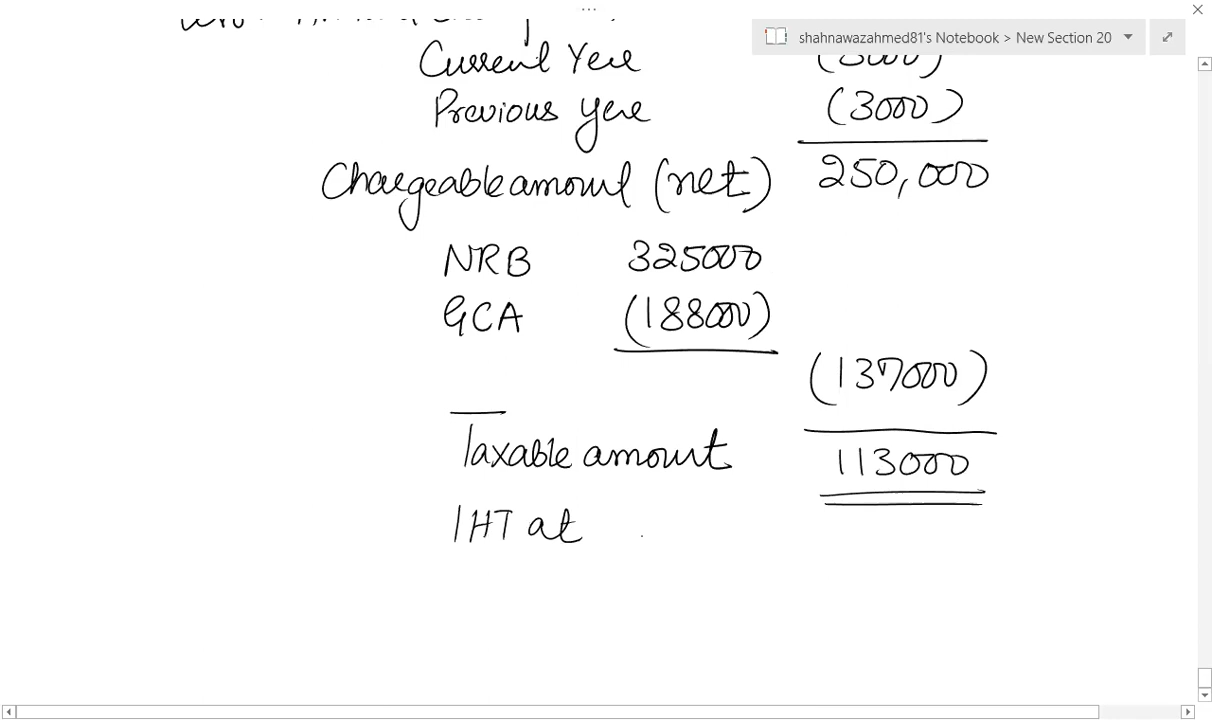 shahnawazahmed81's Notebook > New Section 20
Current Year (3000)
Previous year (3000)
Chargeable amount (net) 250,000
NRB 325000
GCA (188000)
(137000)
Taxable amount 113000
IHT at